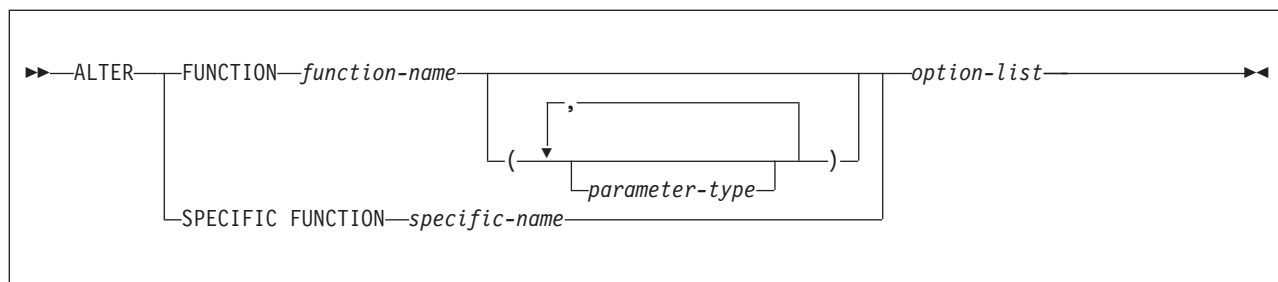 ALTER FUNCTION function-name option-list
,
( parameter-type )
SPECIFIC FUNCTION specific-name